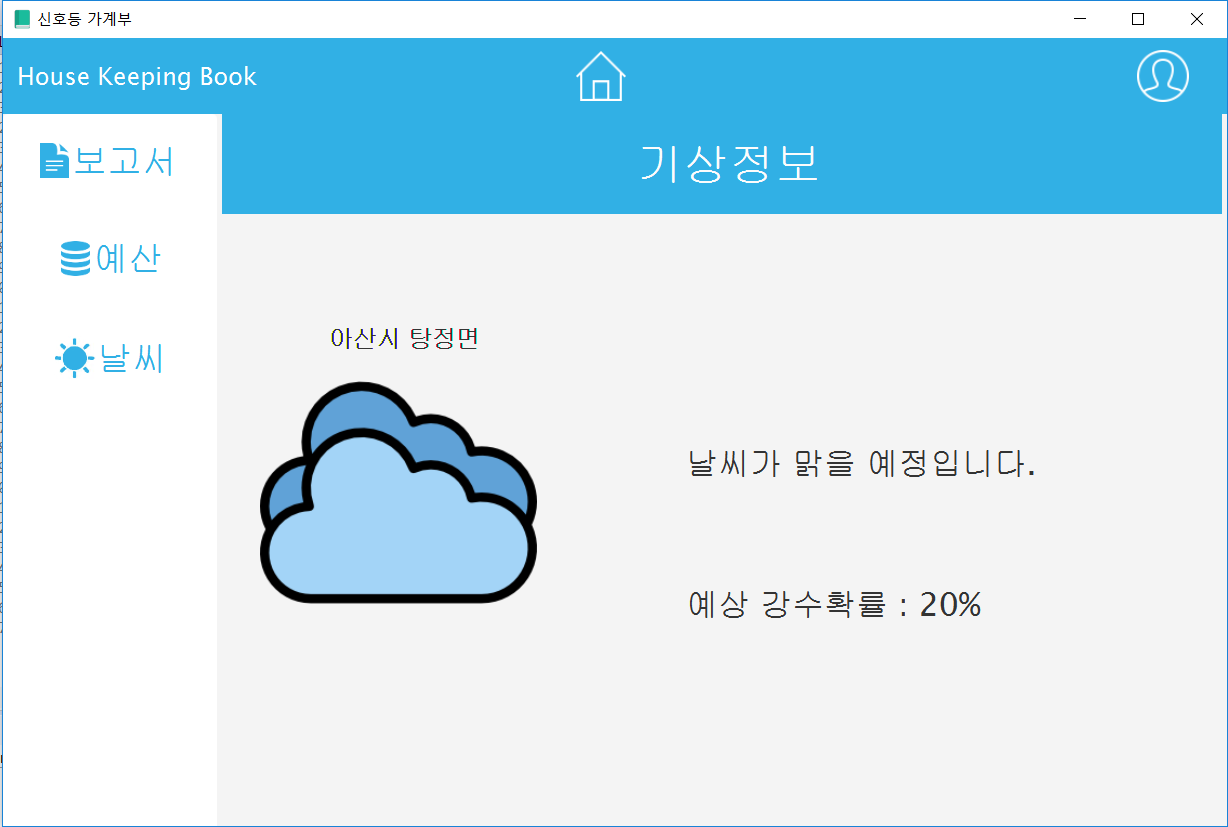 신호등 가계부
House Keeping Book
보고서
예산
날씨
기상정보
아산시 탕정면
날씨가 맑을 예정입니다.
예상 강수확률 : 20%